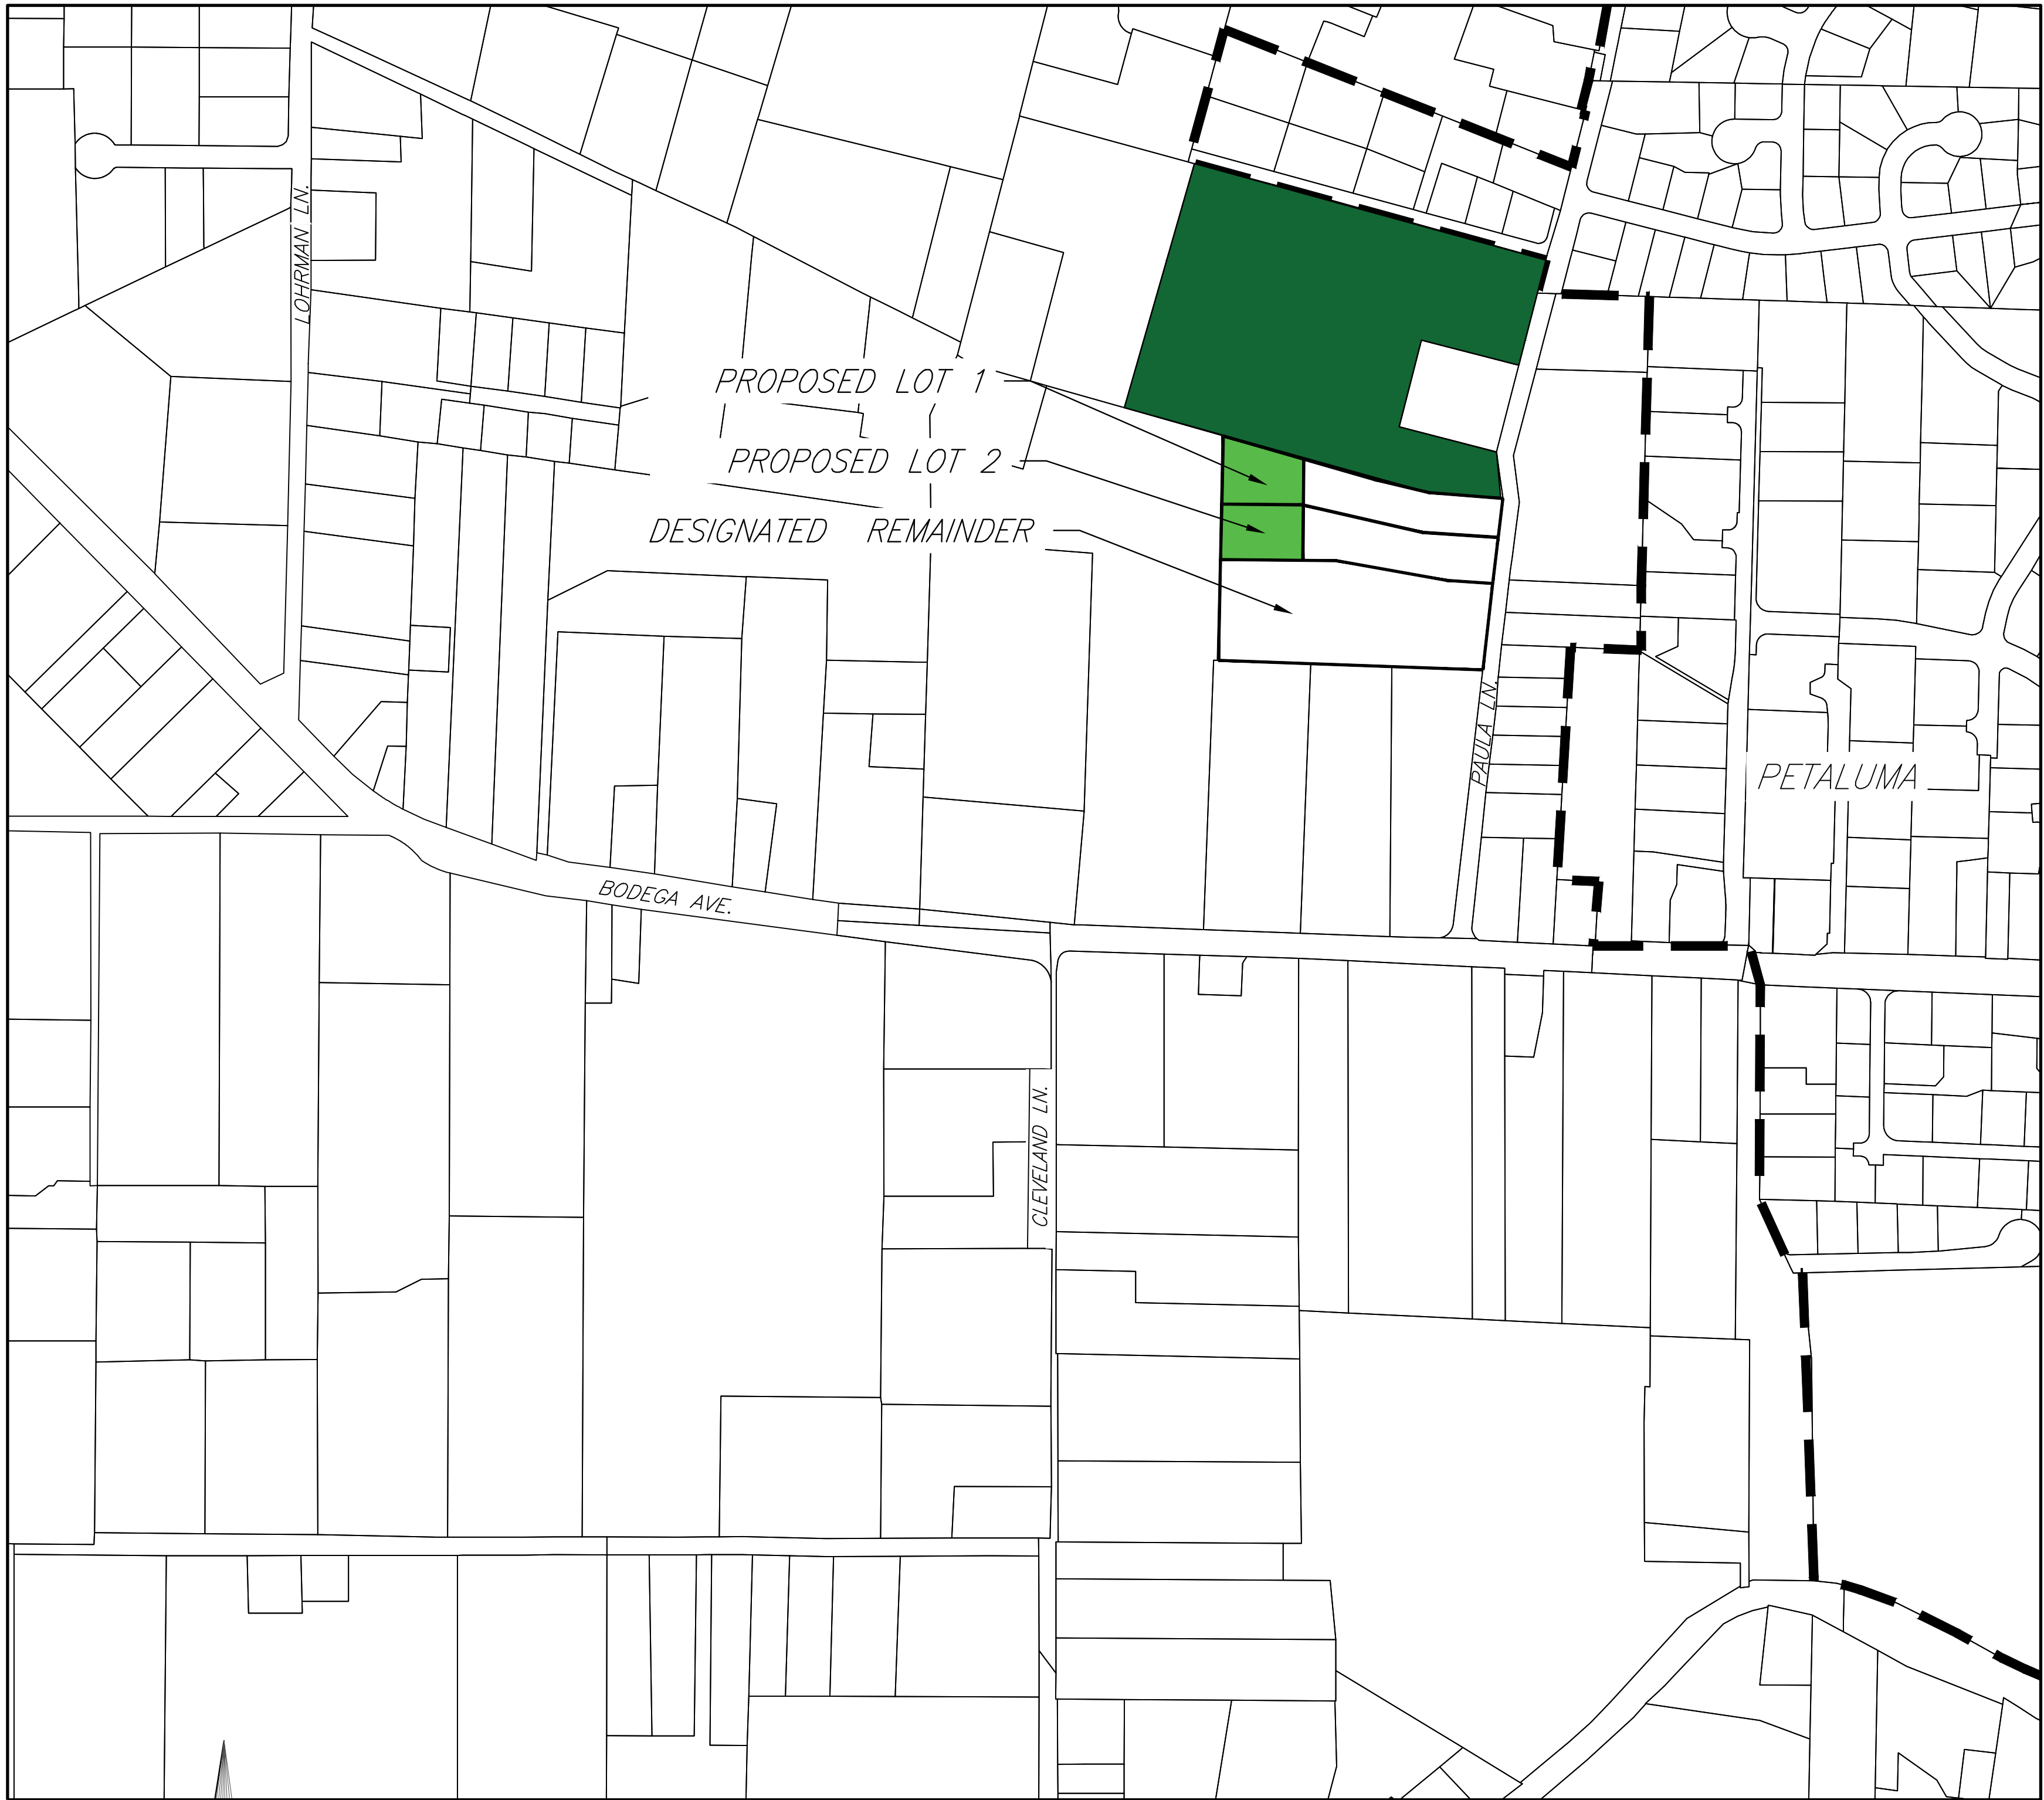 LOHRMAN LN.
PROPOSED LOT 1
PROPOSED LOT 2
DESIGNATED REMAINDER
PAULA LN.
PETALUMA
BODEGA AVE.
CLEVELAND LN.